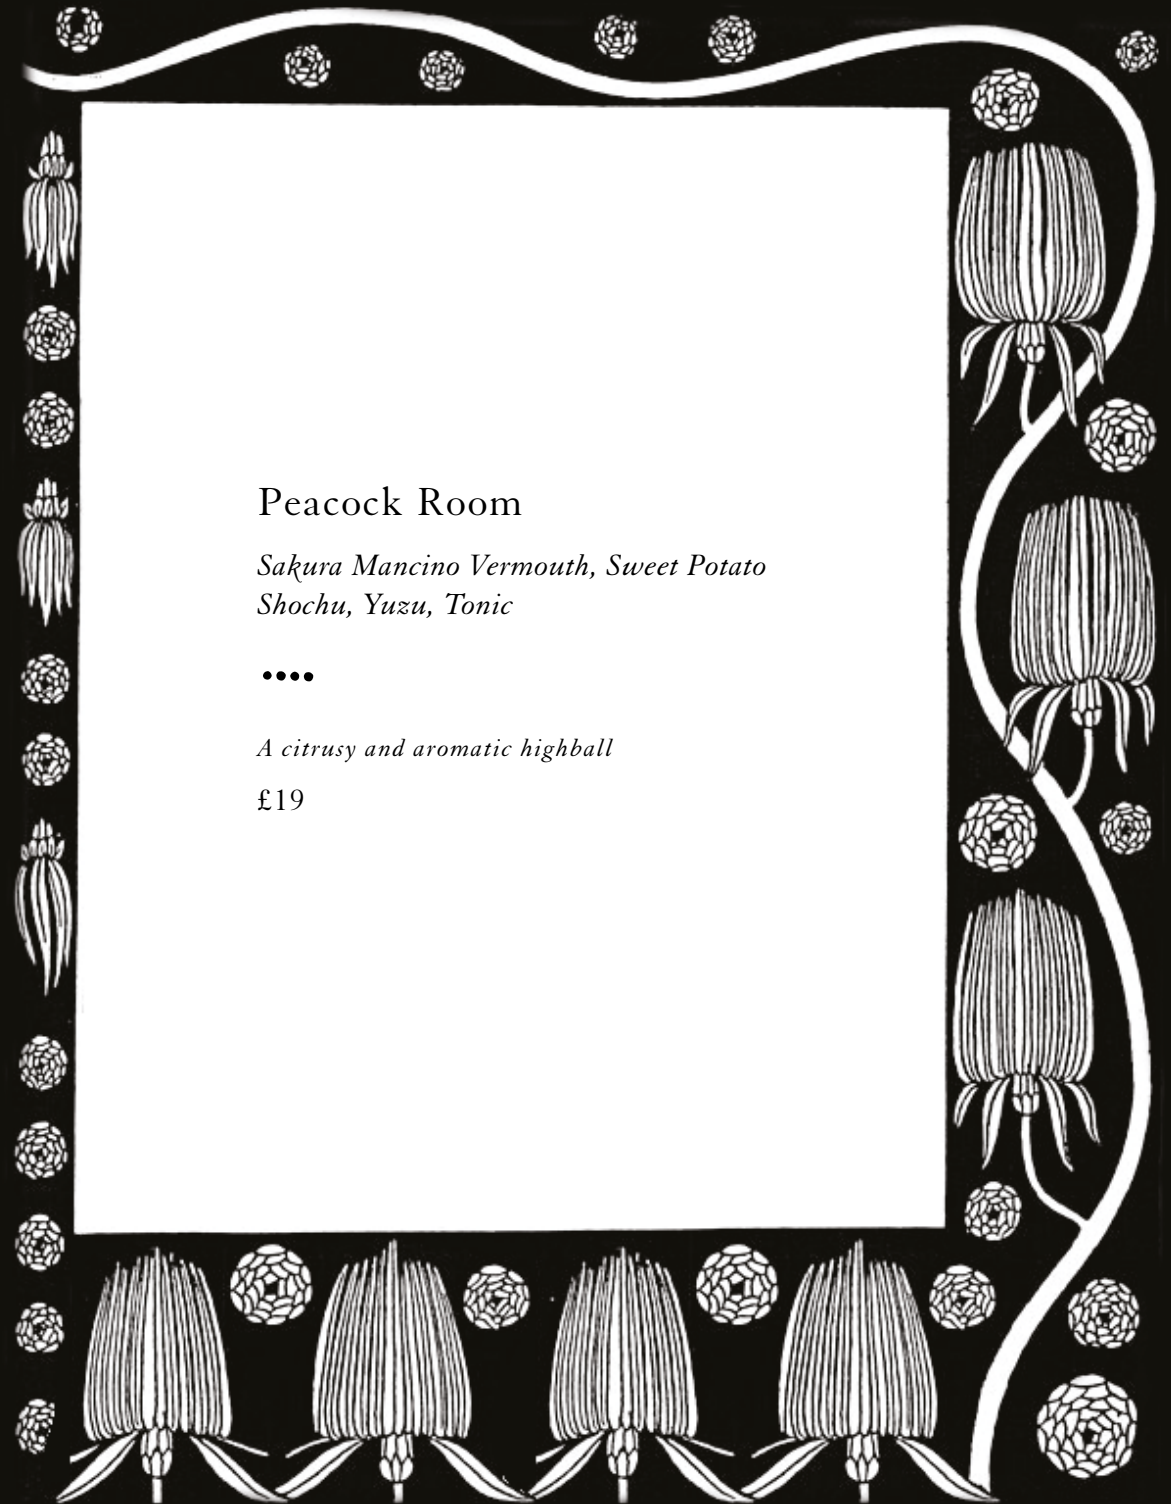 Peacock Room
Sakura Mancino Vermouth, Sweet Potato
Shochu, Yuzu, Tonic
••••
A citrusy and aromatic highball
£19